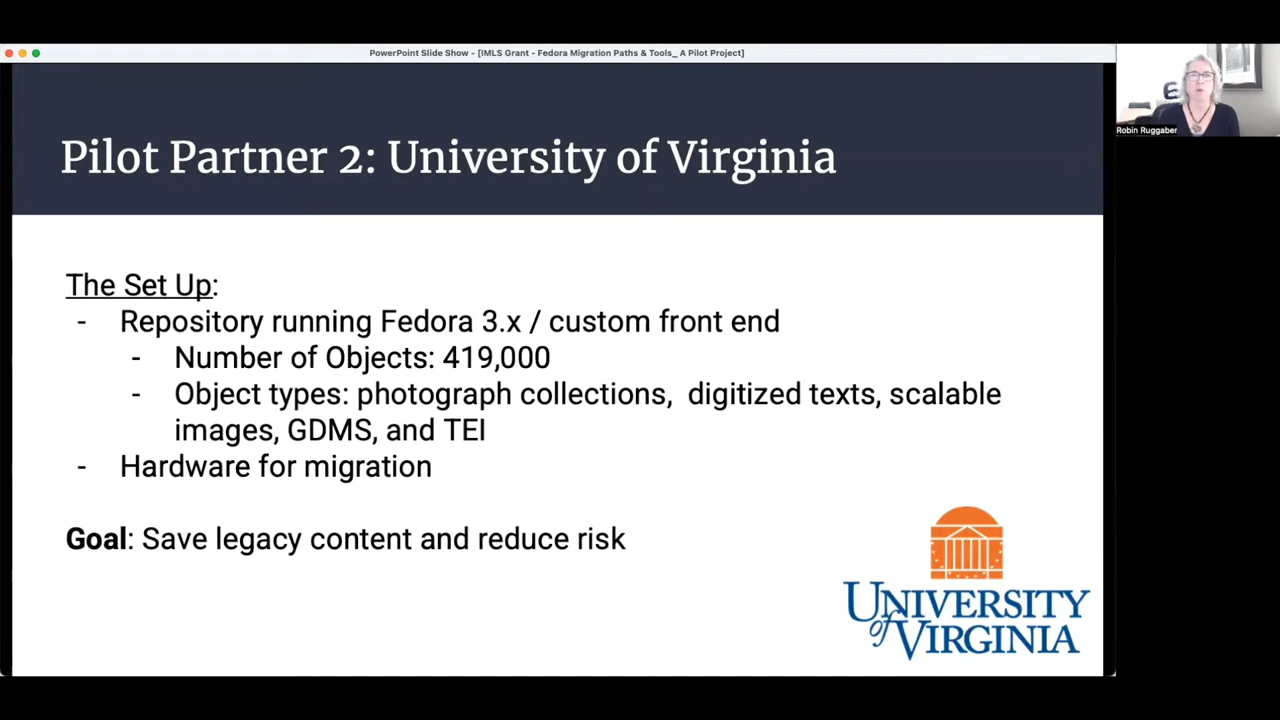 PowerPoint Slide Show - [IMLS Grant - Fedora Migration Paths & Tools_ A Pilot Project]
Robin Ruggaber
Pilot Partner 2: University of Virginia
The Set Up:
- Repository running Fedora 3.x / custom front end
- Number of Objects: 419,000
- Object types: photograph collections, digitized texts, scalable
images, GDMS, and TEI
- Hardware for migration
Goal: Save legacy content and reduce risk
UNIVERSITY
of VIRGINIA